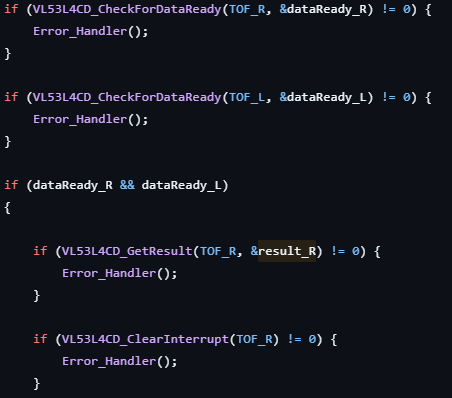 if (VL53L4CD_CheckForDataReady(TOF_R, &dataReady_R) != 0) {
    Error_Handler();
}

if (VL53L4CD_CheckForDataReady(TOF_L, &dataReady_L) != 0) {
    Error_Handler();
}

if (dataReady_R && dataReady_L)
{

    if (VL53L4CD_GetResult(TOF_R, &result_R) != 0) {
        Error_Handler();
    }

    if (VL53L4CD_ClearInterrupt(TOF_R) != 0) {
        Error_Handler();
    }